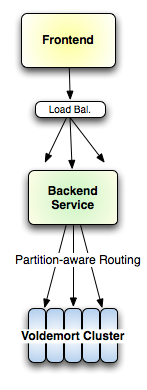 Frontend
Load Bal.
Backend
Service
Partition-aware Routing
Voldemort Cluster